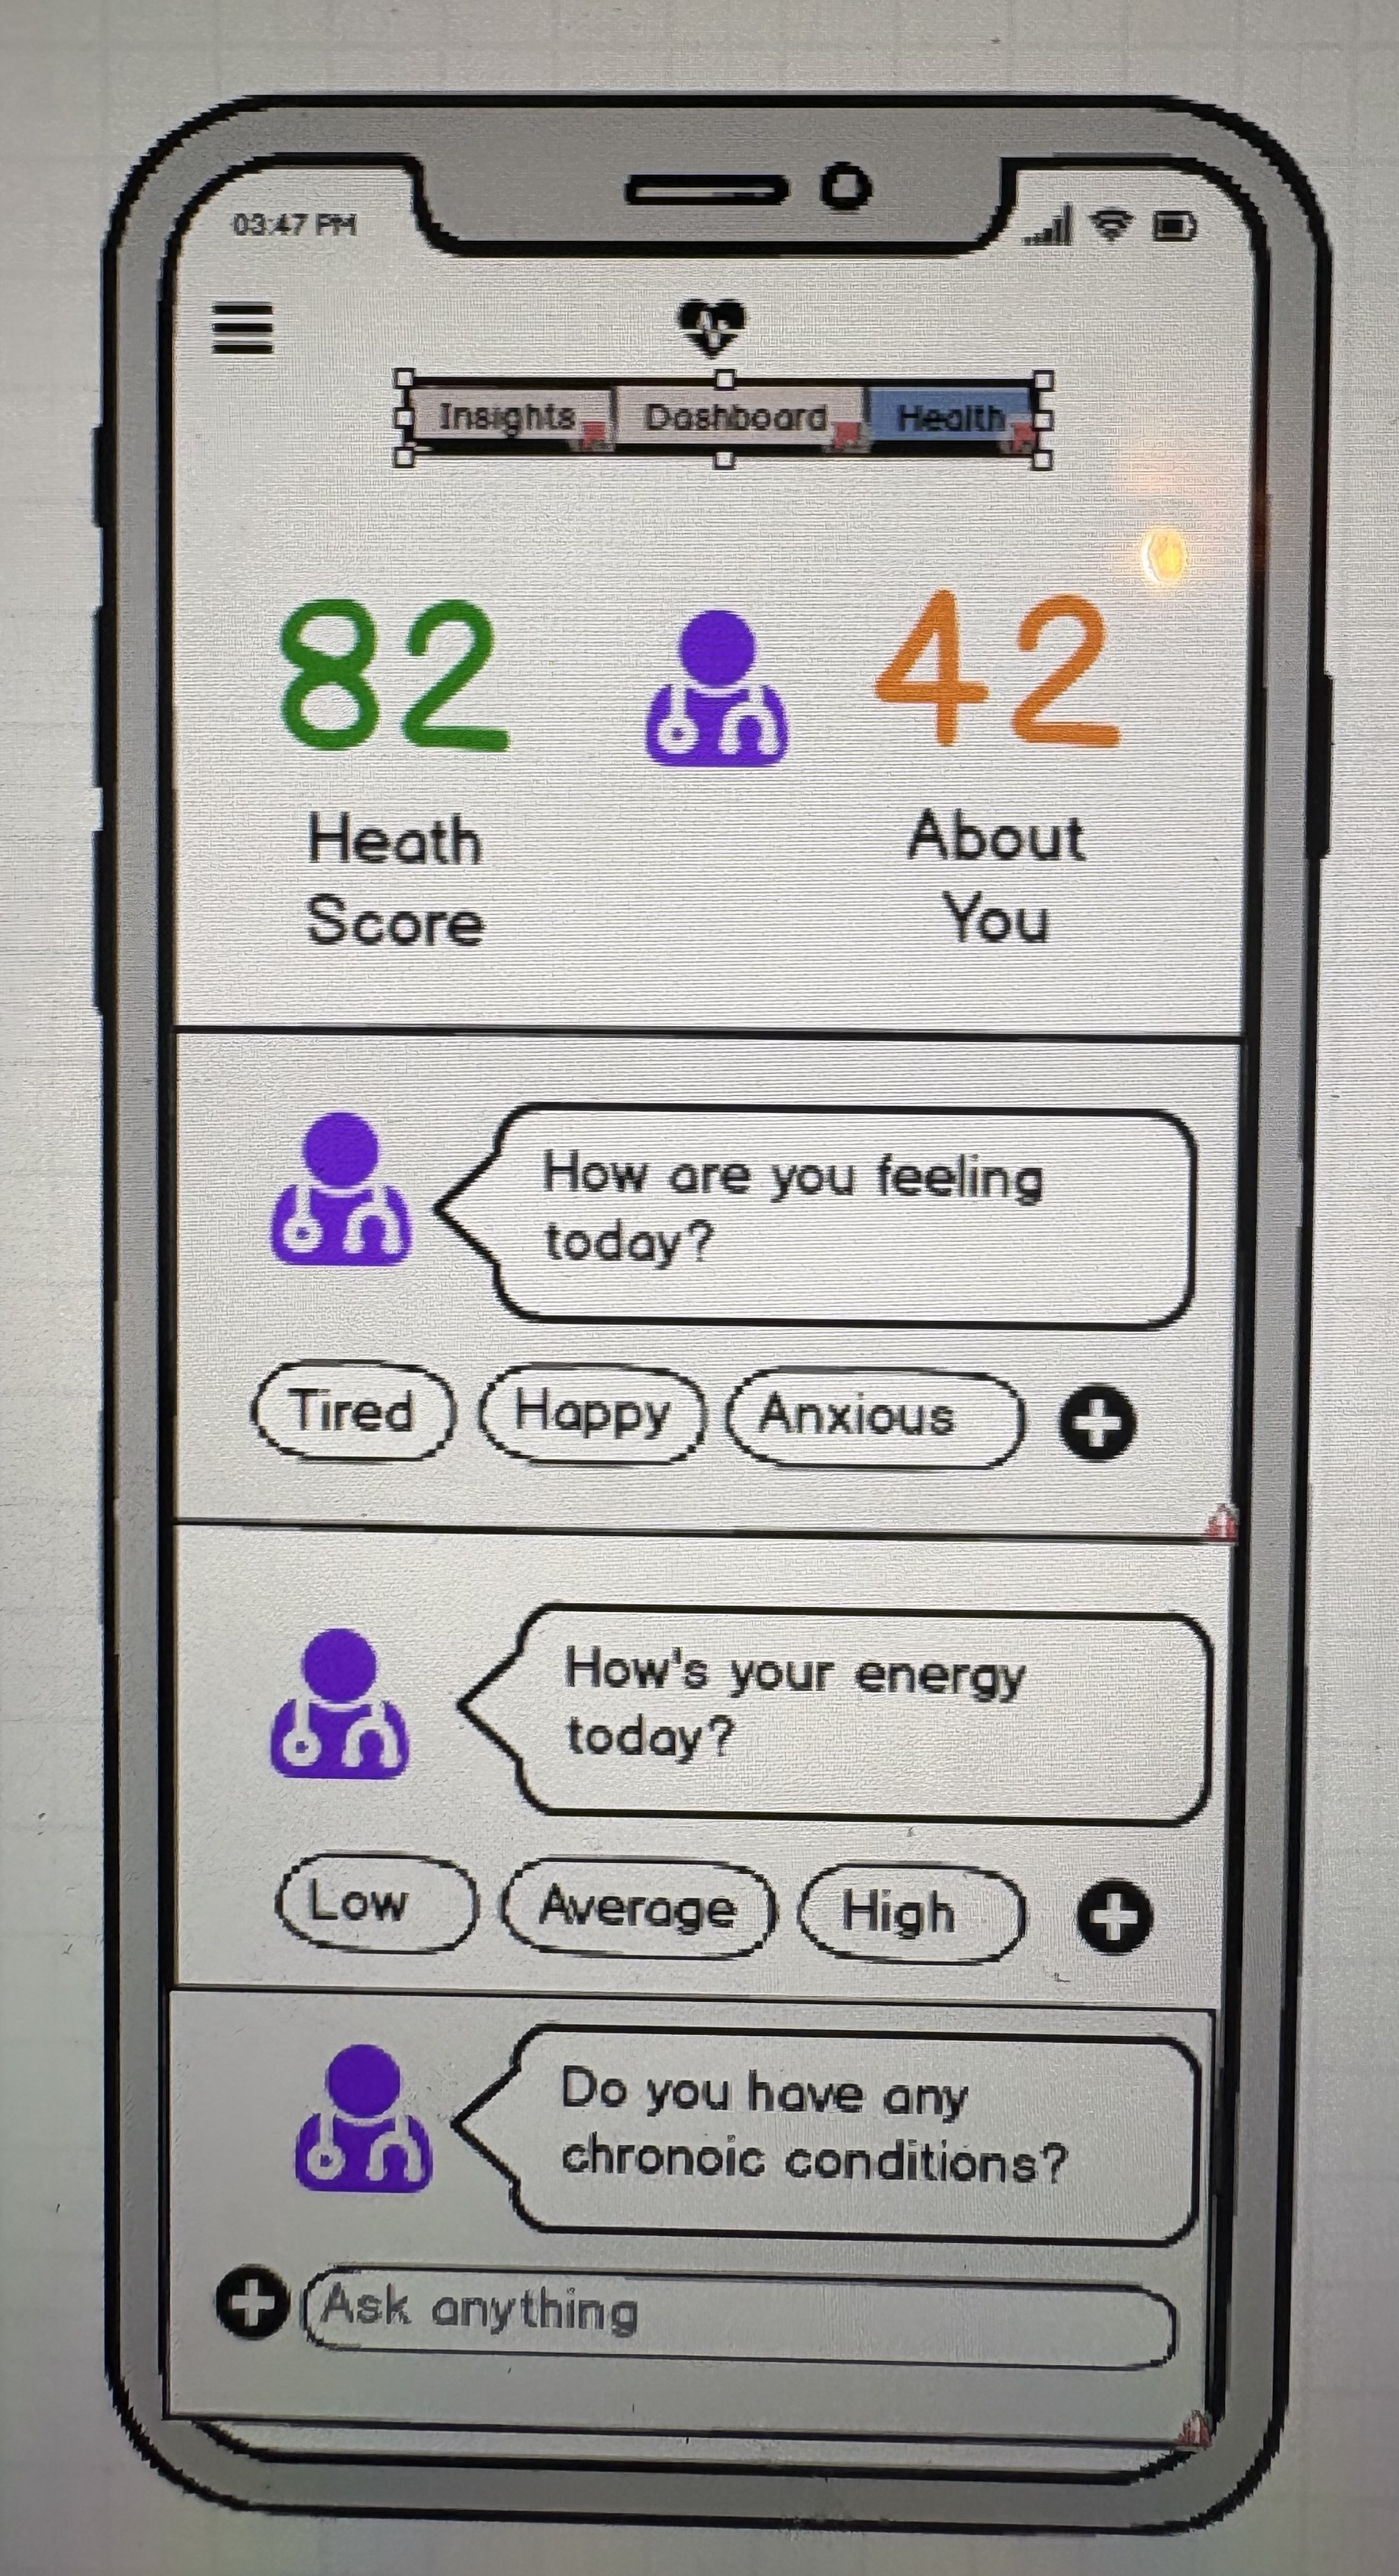 03:47 PM
Insights Dashboard Health
82 42
Heath About
Score You
How are you feeling
today?
Tired Happy Anxious
How's your energy
today?
Low Average High
Do you have any
chronoic conditions?
Ask anything